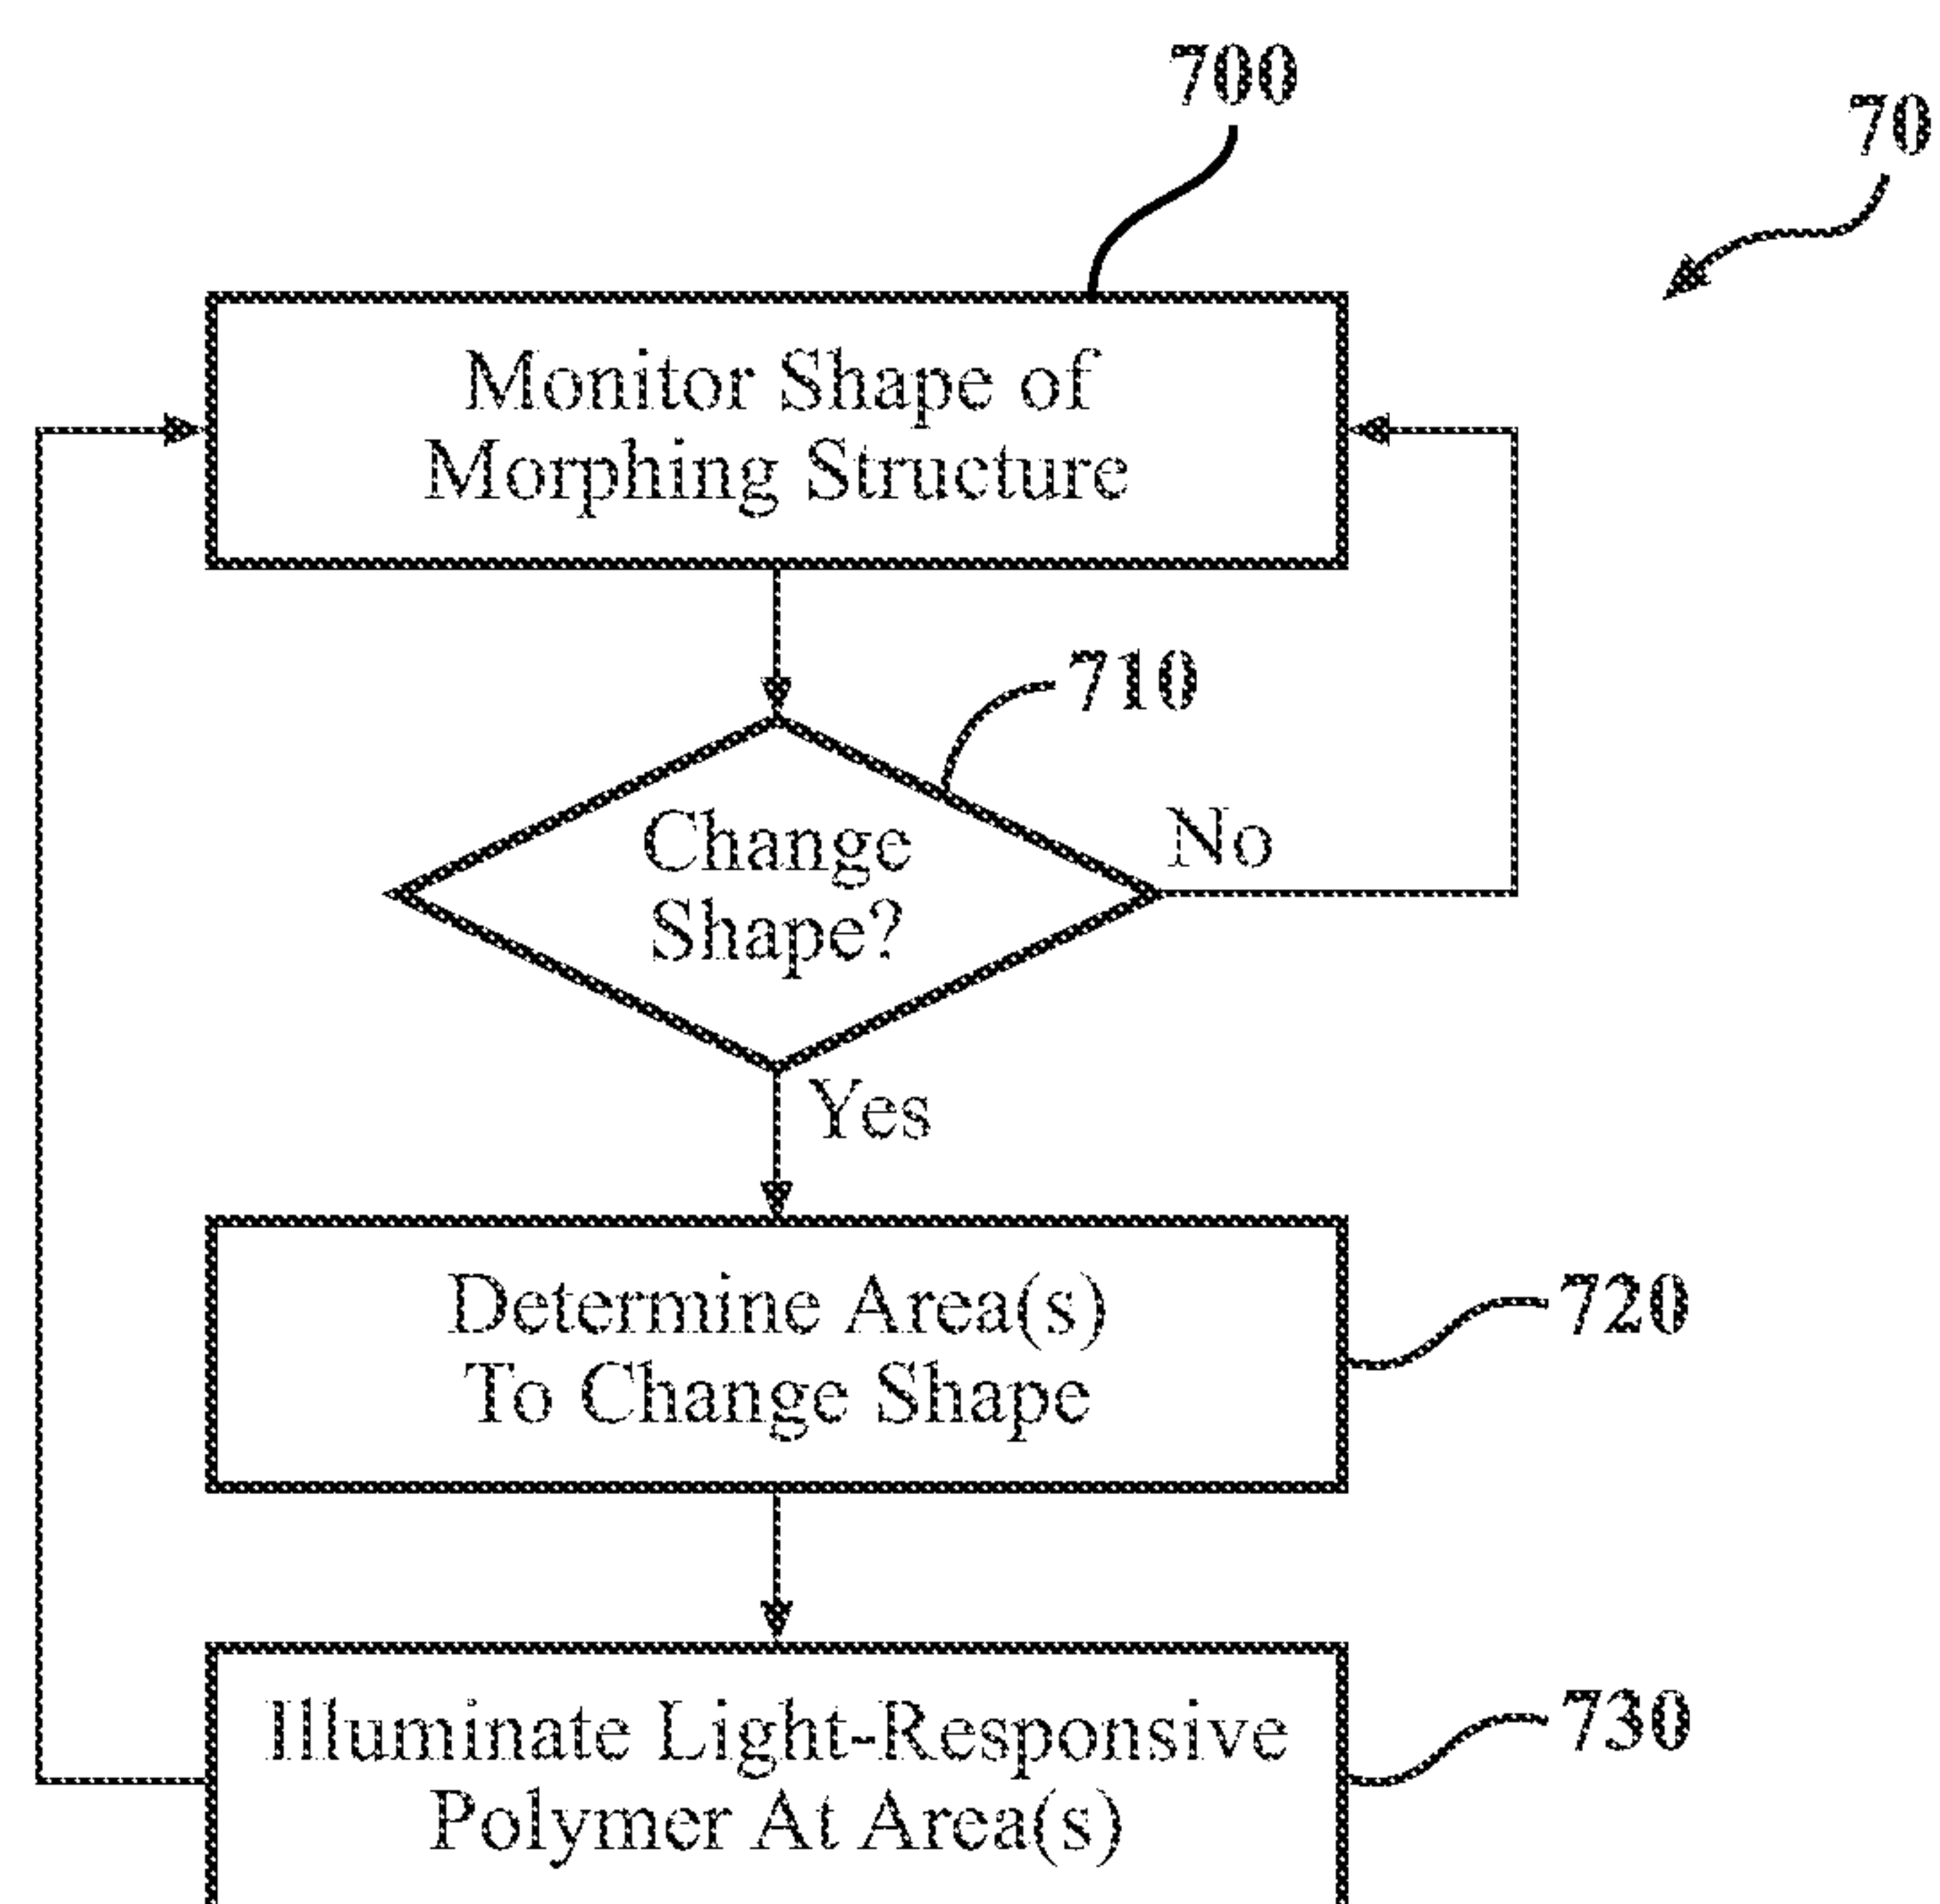 700
70
Monitor Shape of
Morphing Structure
710
Change
Shape?
No
Yes
Determine Area(s)
To Change Shape
720
Illuminate Light-Responsive
Polymer At Area(s)
730